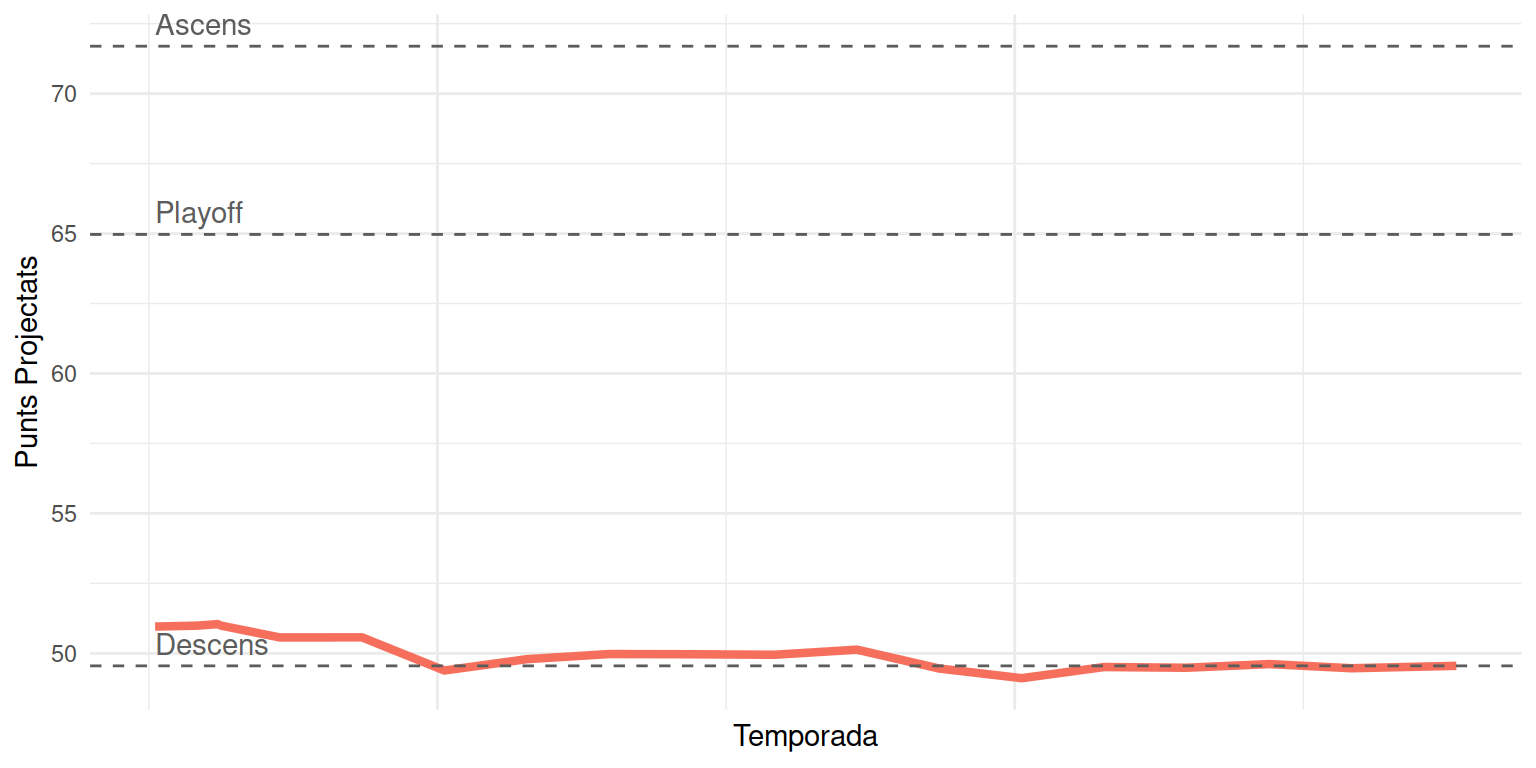 Ascens
70
Playoff
65
60
55
Descens
50
Punts Projectats
Temporada